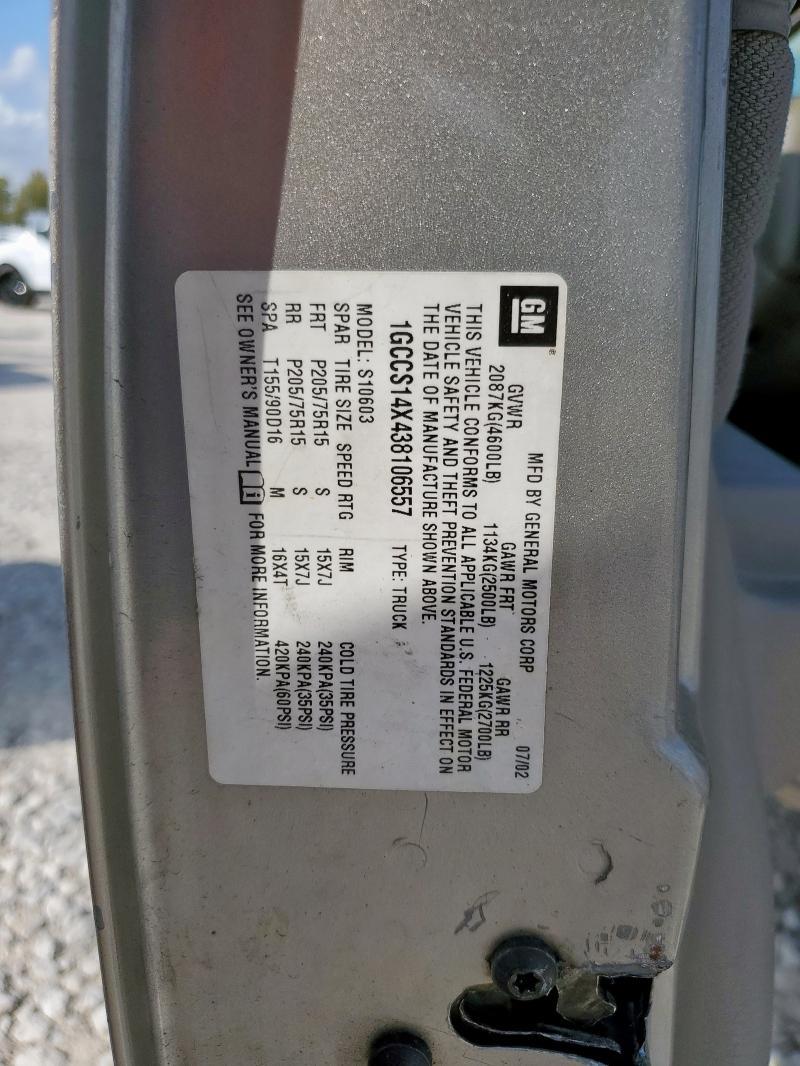 GM
MFD BY GENERAL MOTORS CORP 07/02
GVWR GAWR FRT GAWR RR
2087KG(4600LB) 1134KG(2500LB) 1225KG(2700LB)
THIS VEHICLE CONFORMS TO ALL APPLICABLE U.S. FEDERAL MOTOR
VEHICLE SAFETY AND THEFT PREVENTION STANDARDS IN EFFECT ON
THE DATE OF MANUFACTURE SHOWN ABOVE.
1GCCS14X438106557 TYPE: TRUCK
MODEL: S10603
SPAR TIRE SIZE SPEED RTG RIM COLD TIRE PRESSURE
FRT P205/75R15 S 15X7J 240KPA(35PSI)
RR P205/75R15 S 15X7J 240KPA(35PSI)
SPA T155/90D16 M 16X4T 420KPA(60PSI)
SEE OWNER'S MANUAL FOR MORE INFORMATION.